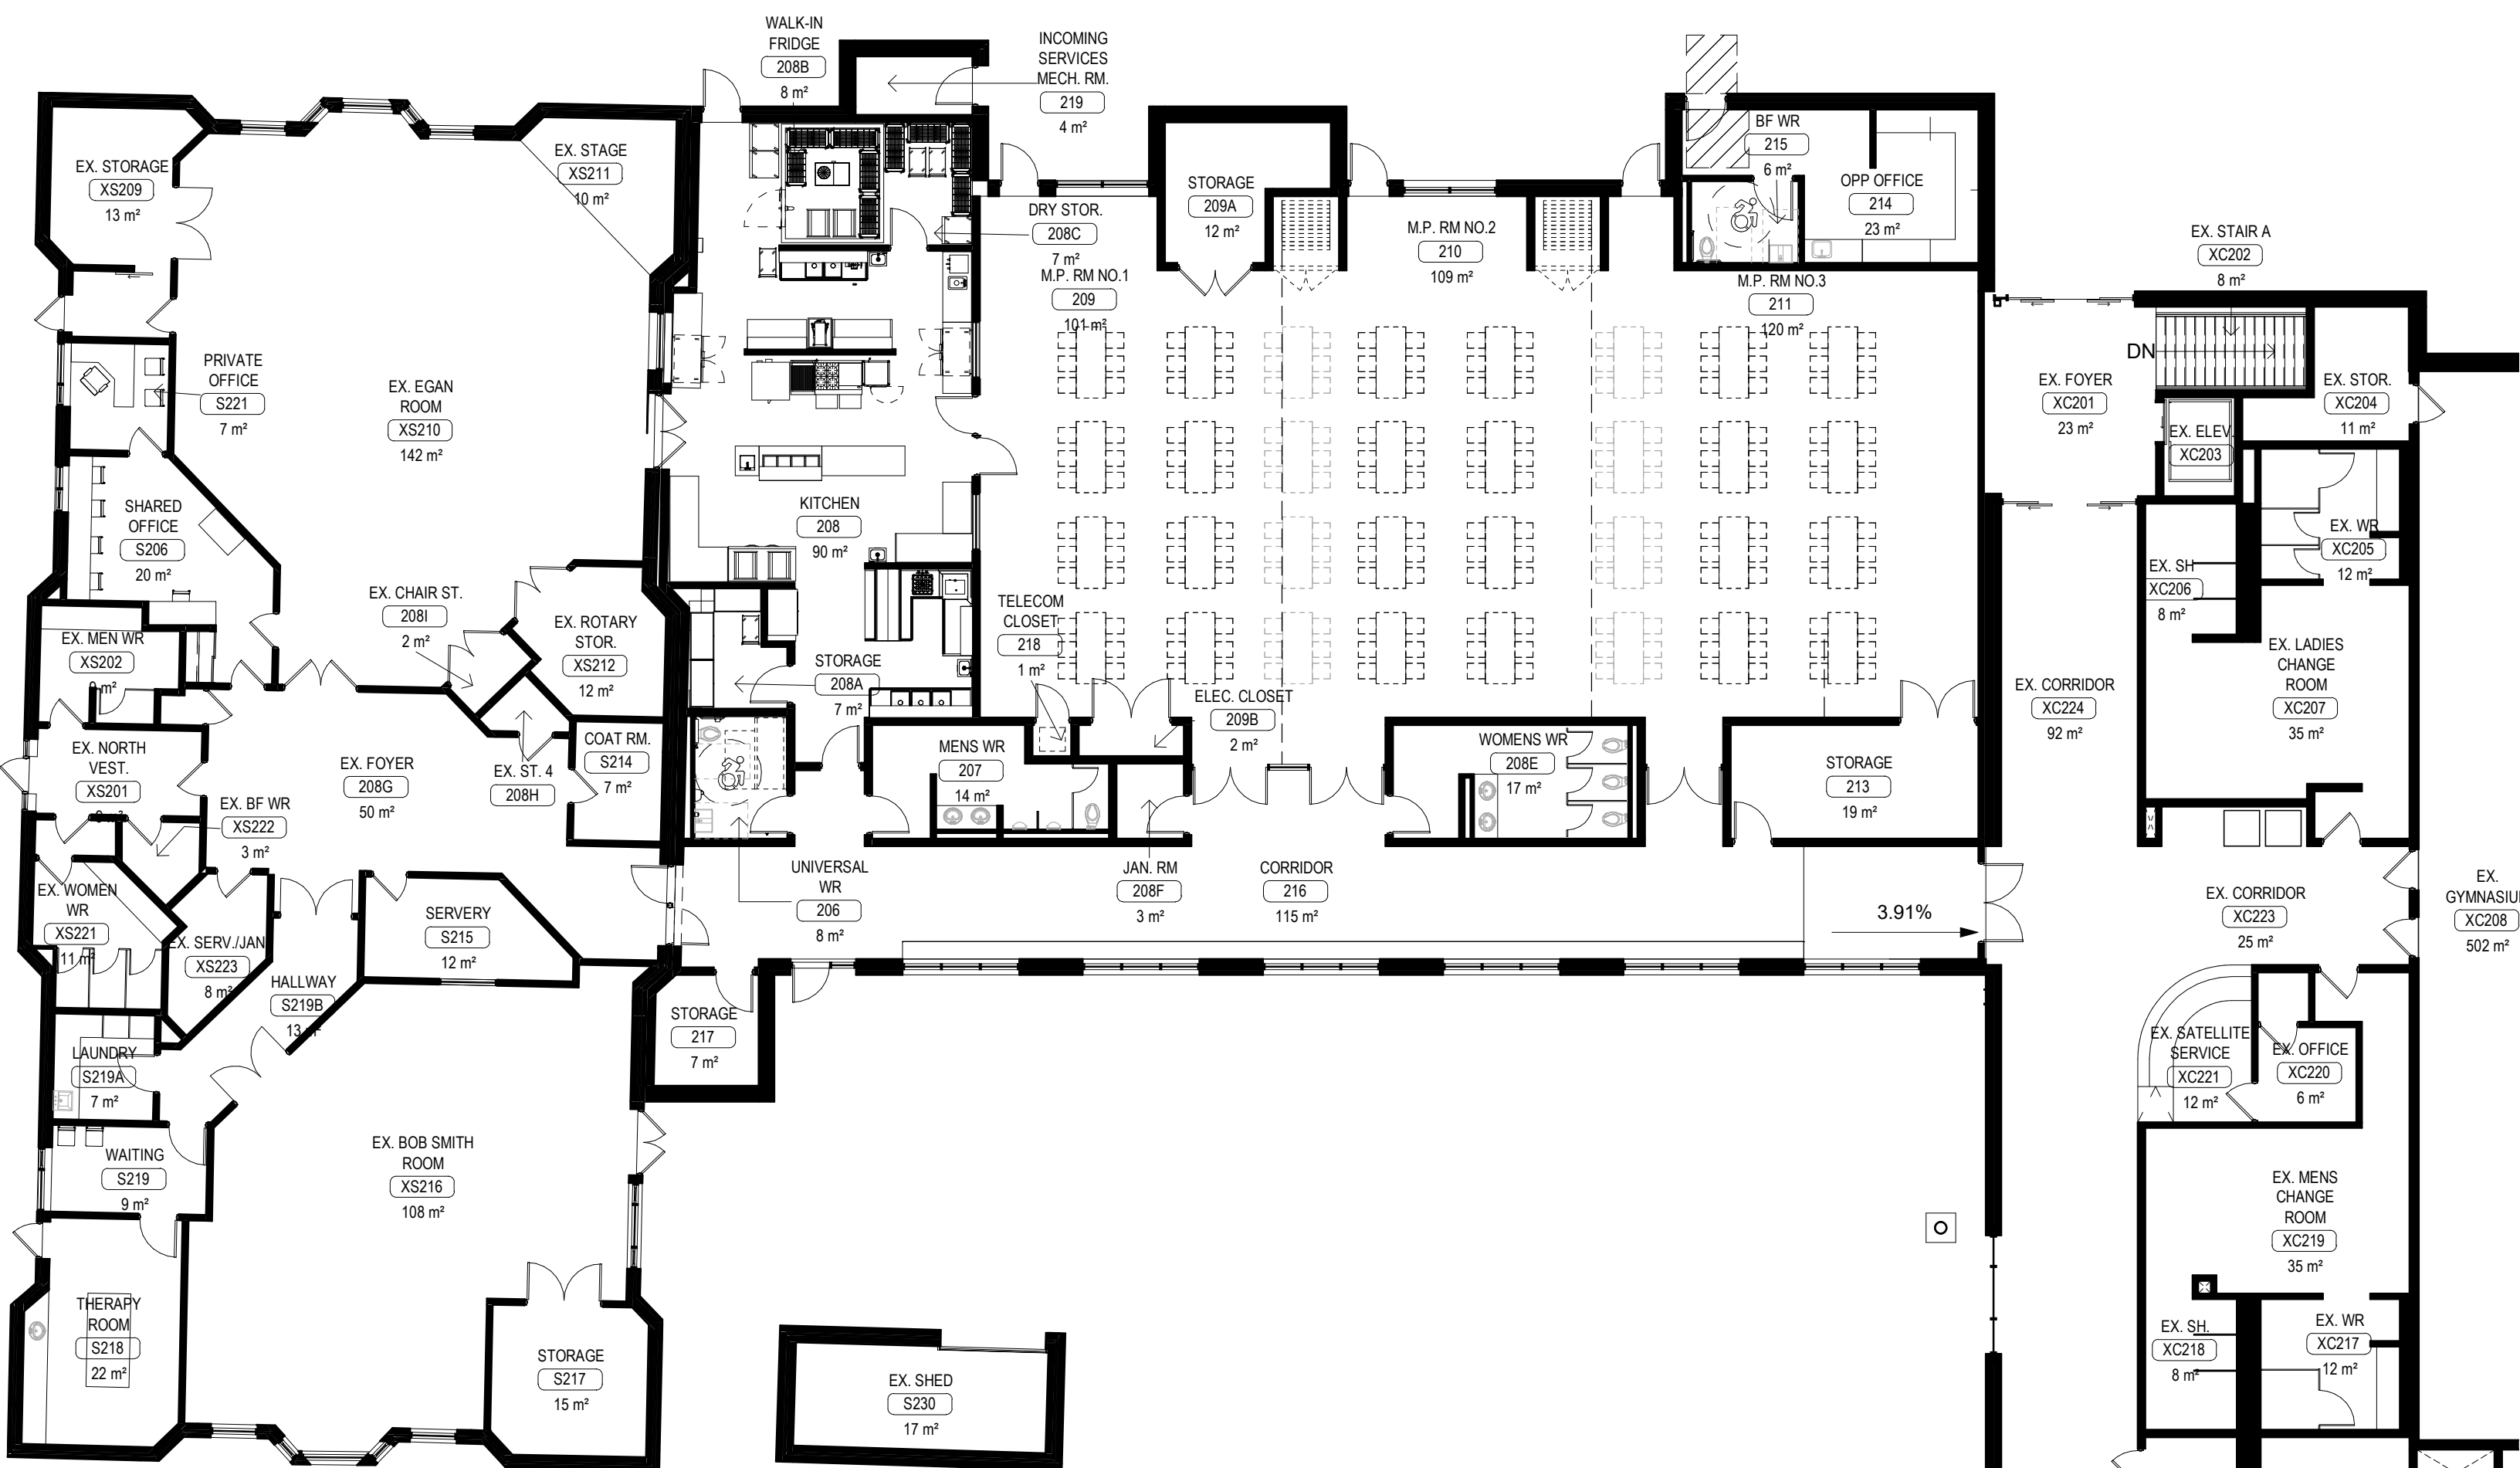 WALK-IN
FRIDGE
208B
8 m²
INCOMING
SERVICES
MECH. RM.
219
4 m²
EX. STORAGE
XS209
13 m²
EX. STAGE
XS211
10 m²
STORAGE
209A
12 m²
BF WR
215
6 m²
OPP OFFICE
214
23 m²
DRY STOR.
208C
7 m²
M.P. RM NO.1
209
101 m²
M.P. RM NO.2
210
109 m²
M.P. RM NO.3
211
120 m²
EX. STAIR A
XC202
8 m²
DN
PRIVATE
OFFICE
S221
7 m²
EX. EGAN
ROOM
XS210
142 m²
EX. FOYER
XC201
23 m²
EX. STOR.
XC204
11 m²
EX. ELEV.
XC203
SHARED
OFFICE
S206
20 m²
KITCHEN
208
90 m²
EX. WR
XC205
12 m²
EX. SH
XC206
8 m²
EX. CHAIR ST.
208I
2 m²
EX. ROTARY
STOR.
XS212
12 m²
TELECOM
CLOSET
218
1 m²
EX. MEN WR
XS202
STORAGE
208A
7 m²
EX. LADIES
CHANGE
ROOM
XC207
35 m²
ELEC. CLOSET
209B
2 m²
EX. CORRIDOR
XC224
92 m²
EX. NORTH
VEST.
XS201
EX. FOYER
208G
50 m²
EX. ST. 4
208H
COAT RM.
S214
7 m²
MENS WR
207
14 m²
WOMENS WR
208E
17 m²
STORAGE
213
19 m²
EX. BF WR
XS222
3 m²
UNIVERSAL
WR
206
8 m²
JAN. RM
208F
3 m²
CORRIDOR
216
115 m²
3.91%
EX. CORRIDOR
XC223
25 m²
EX.
GYMNASIU
XC208
502 m²
EX. WOMEN
WR
XS221
11 m²
EX. SERV./JAN
XS223
8 m²
SERVERY
S215
12 m²
HALLWAY
S219B
13 m²
STORAGE
217
7 m²
LAUNDRY
S219A
7 m²
EX. SATELLITE
SERVICE
XC221
12 m²
EX. OFFICE
XC220
6 m²
WAITING
S219
9 m²
EX. BOB SMITH
ROOM
XS216
108 m²
EX. MENS
CHANGE
ROOM
XC219
35 m²
THERAPY
ROOM
S218
22 m²
STORAGE
S217
15 m²
EX. SHED
S230
17 m²
EX. SH.
XC218
8 m²
EX. WR
XC217
12 m²